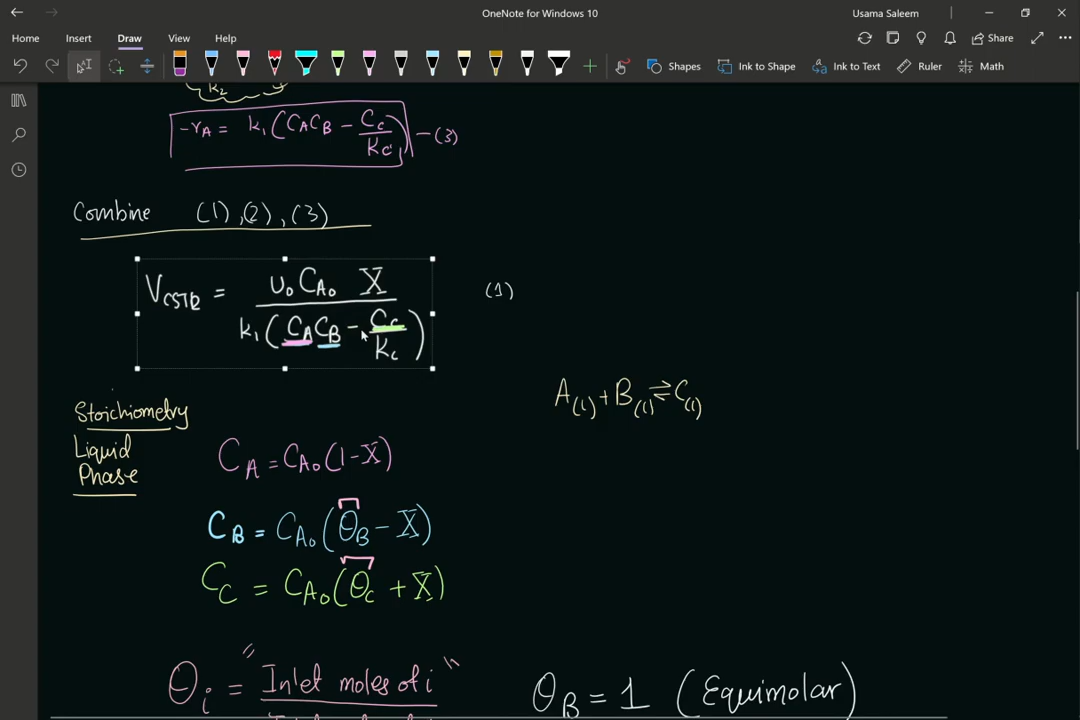 OneNote for Windows 10
Usama Saleem
Home Insert Draw View Help
Share
Shapes Ink to Shape Ink to Text Ruler Math
K₂
-rA = k₁(CACB - CC/KC) -(3)
Combine (1),(2),(3)
VCSTR = υ₀CA₀ X / k₁(CACB - CC/kC) (1)
A(l) + B(l) ⇌ C(l)
Stoichiometry
Liquid
Phase
CA = CA₀(1-X)
CB = CA₀(θB - X)
CC = CA₀(θC + X)
θi = "Inlet moles of i"
θB = 1 (Equimolar)